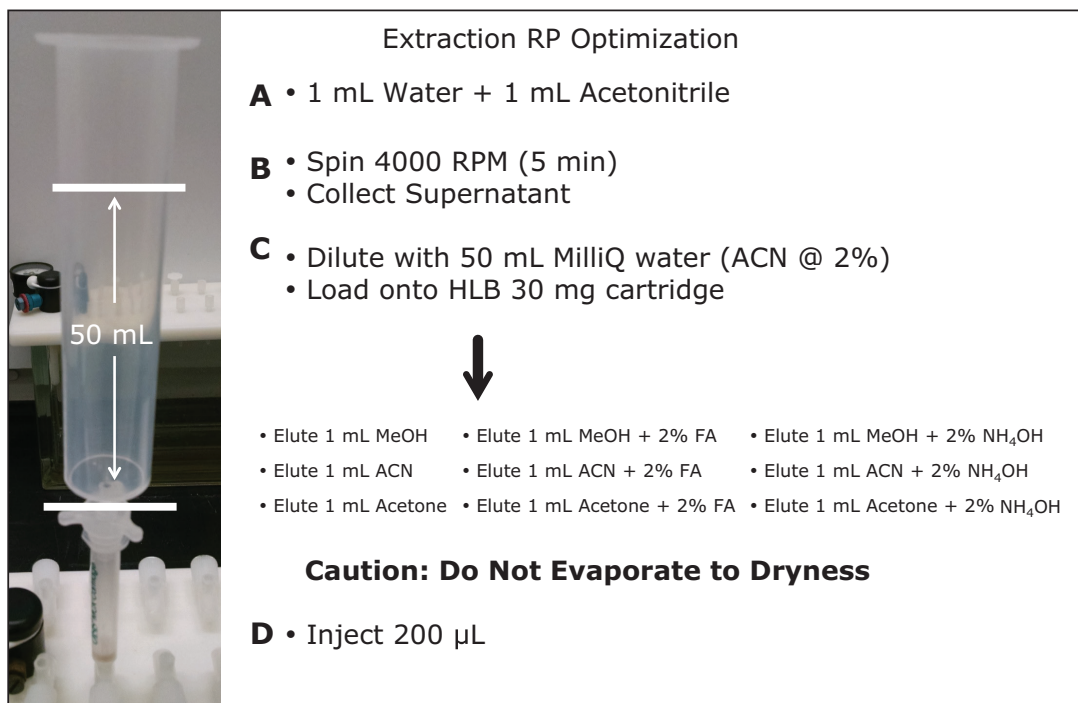 Extraction RP Optimization
A • 1 mL Water + 1 mL Acetonitrile
B • Spin 4000 RPM (5 min)
• Collect Supernatant
C • Dilute with 50 mL MilliQ water (ACN @ 2%)
• Load onto HLB 30 mg cartridge
50 mL
• Elute 1 mL MeOH • Elute 1 mL MeOH + 2% FA • Elute 1 mL MeOH + 2% NH₄OH
• Elute 1 mL ACN • Elute 1 mL ACN + 2% FA • Elute 1 mL ACN + 2% NH₄OH
• Elute 1 mL Acetone • Elute 1 mL Acetone + 2% FA • Elute 1 mL Acetone + 2% NH₄OH
Caution: Do Not Evaporate to Dryness
D • Inject 200 µL